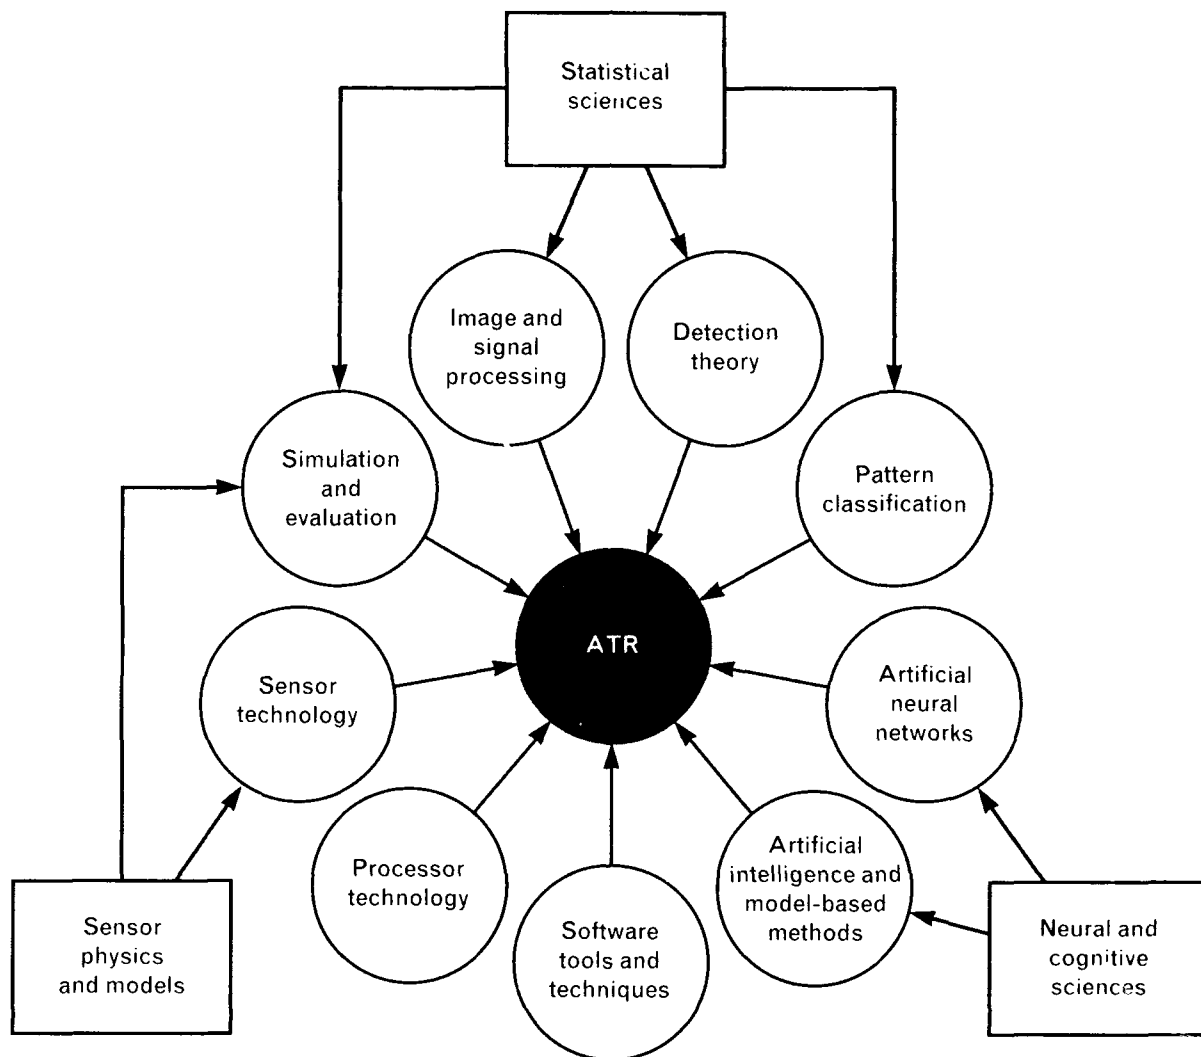 Statistical
sciences
Image and
signal
processing
Detection
theory
Simulation
and
evaluation
Pattern
classification
ATR
Sensor
technology
Artificial
neural
networks
Processor
technology
Artificial
intelligence and
model-based
methods
Software
tools and
techniques
Sensor
physics
and models
Neural and
cognitive
sciences